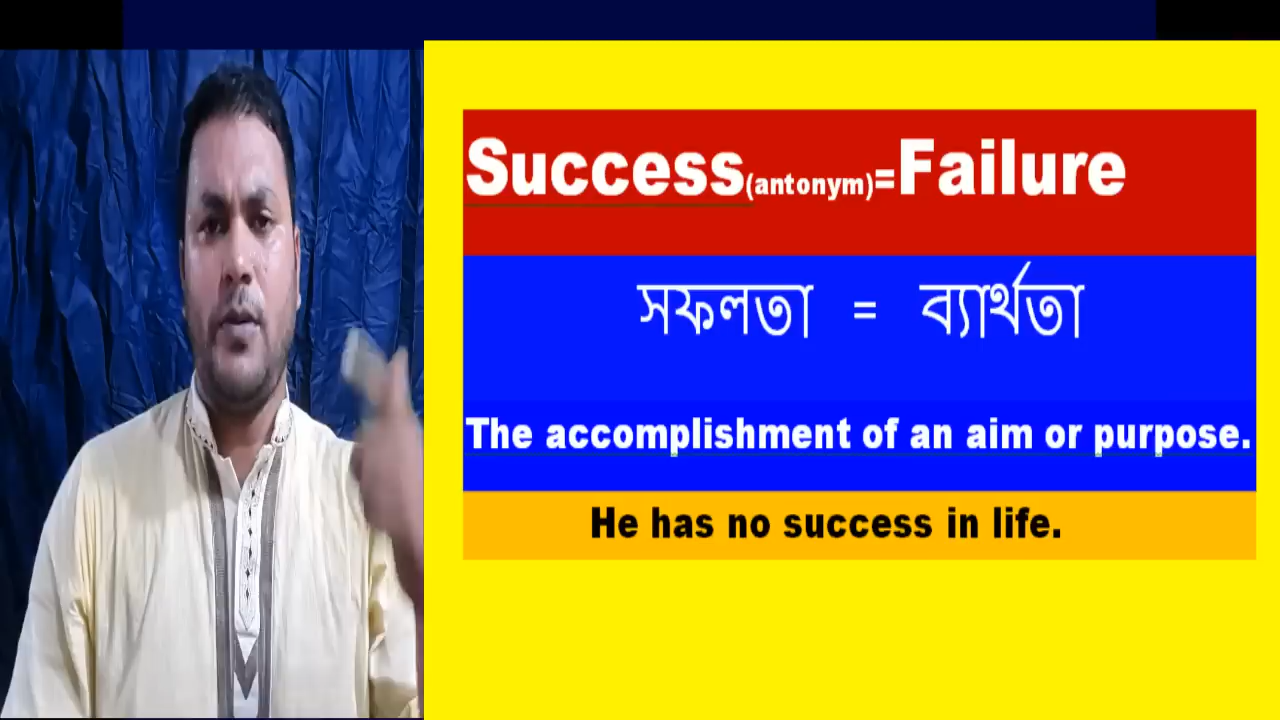 Success(antonym)=Failure
সফলতা = ব্যার্থতা
The accomplishment of an aim or purpose.
He has no success in life.